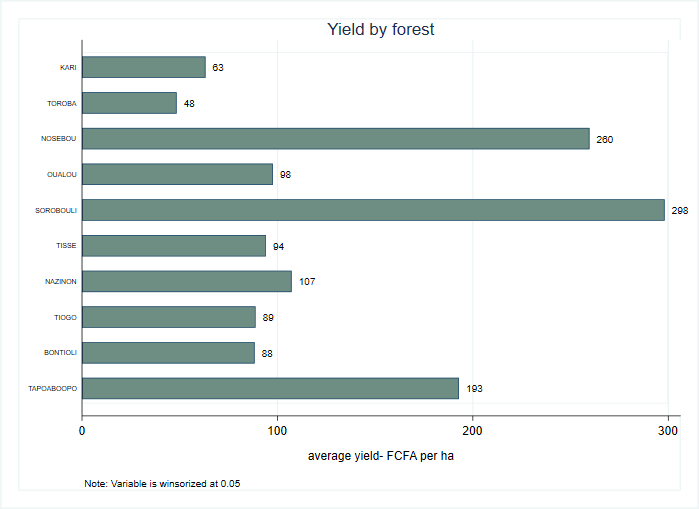 Yield by forest
KARI 63
TOROBA 48
NOSEBOU 260
OUALOU 98
SOROBOULI 298
TISSE 94
NAZINON 107
TIOGO 89
BONTIOLI 88
TAPOABOOPO 193
0 100 200 300
average yield- FCFA per ha
Note: Variable is winsorized at 0.05